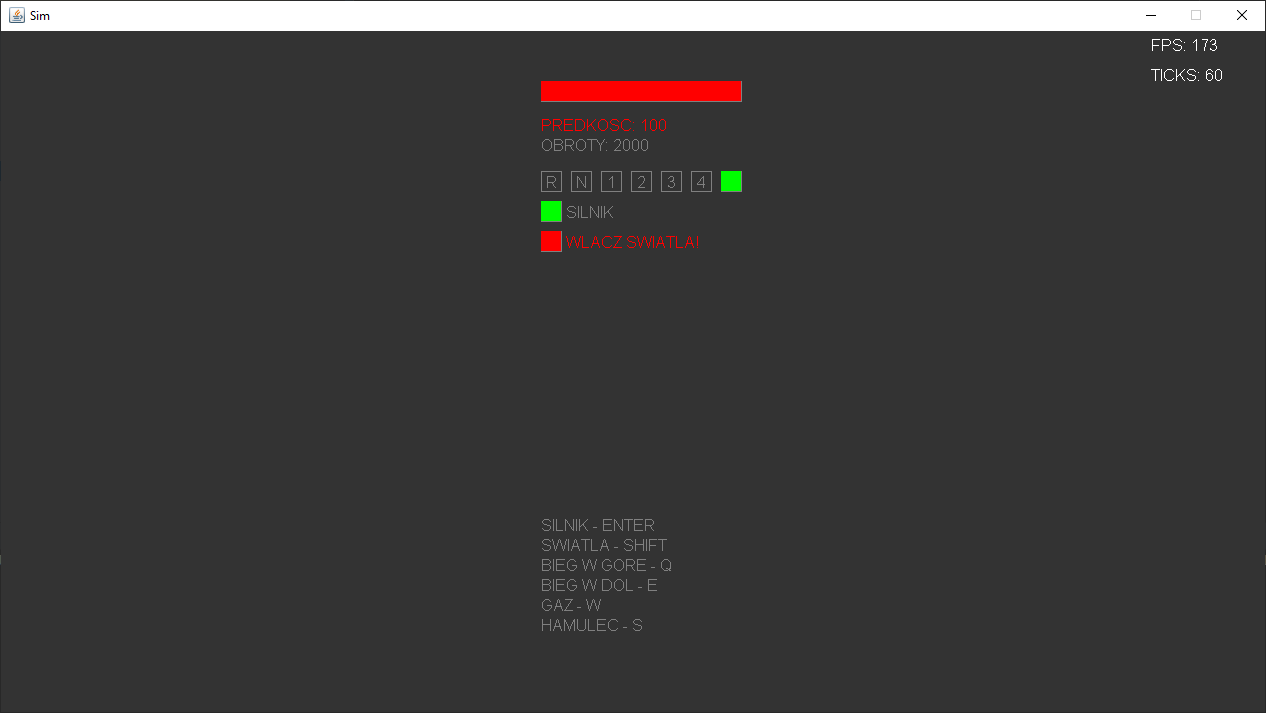 Sim
FPS: 173
TICKS: 60
PREDKOSC: 100
OBROTY: 2000
R N 1 2 3 4
SILNIK
WLACZ SWIATLA!
SILNIK - ENTER
SWIATLA - SHIFT
BIEG W GORE - Q
BIEG W DOL - E
GAZ - W
HAMULEC - S